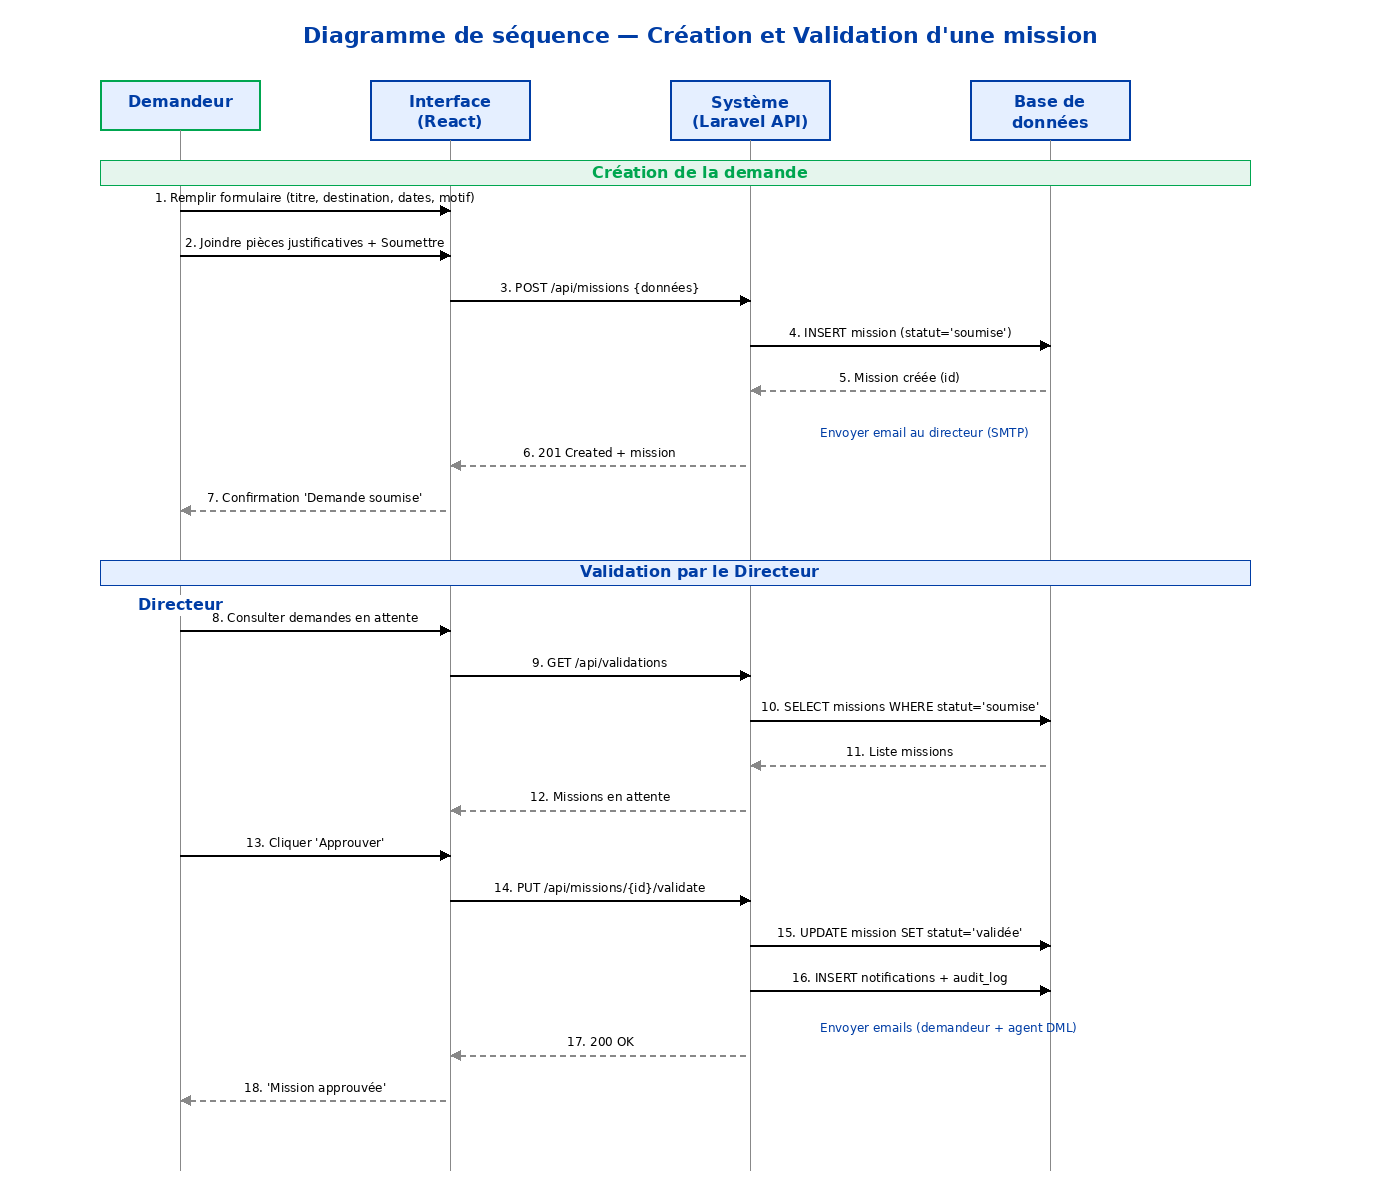 Diagramme de séquence — Création et Validation d'une mission
Demandeur
Interface
(React)
Système
(Laravel API)
Base de
données
Création de la demande
1. Remplir formulaire (titre, destination, dates, motif)
2. Joindre pièces justificatives + Soumettre
3. POST /api/missions {données}
4. INSERT mission (statut='soumise')
5. Mission créée (id)
Envoyer email au directeur (SMTP)
6. 201 Created + mission
7. Confirmation 'Demande soumise'
Validation par le Directeur
Directeur
8. Consulter demandes en attente
9. GET /api/validations
10. SELECT missions WHERE statut='soumise'
11. Liste missions
12. Missions en attente
13. Cliquer 'Approuver'
14. PUT /api/missions/{id}/validate
15. UPDATE mission SET statut='validée'
16. INSERT notifications + audit_log
Envoyer emails (demandeur + agent DML)
17. 200 OK
18. 'Mission approuvée'